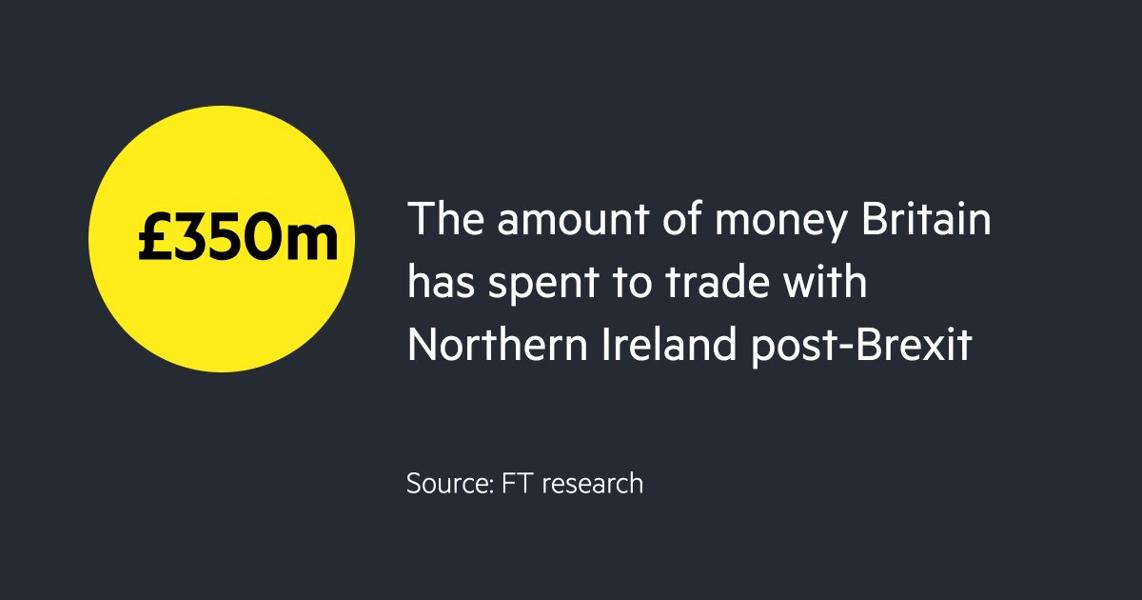 £350m
The amount of money Britain
has spent to trade with
Northern Ireland post-Brexit
Source: FT research